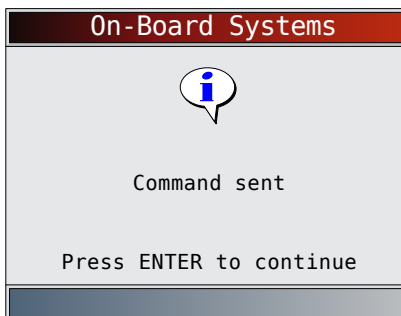 On-Board Systems
i
Command sent
Press ENTER to continue